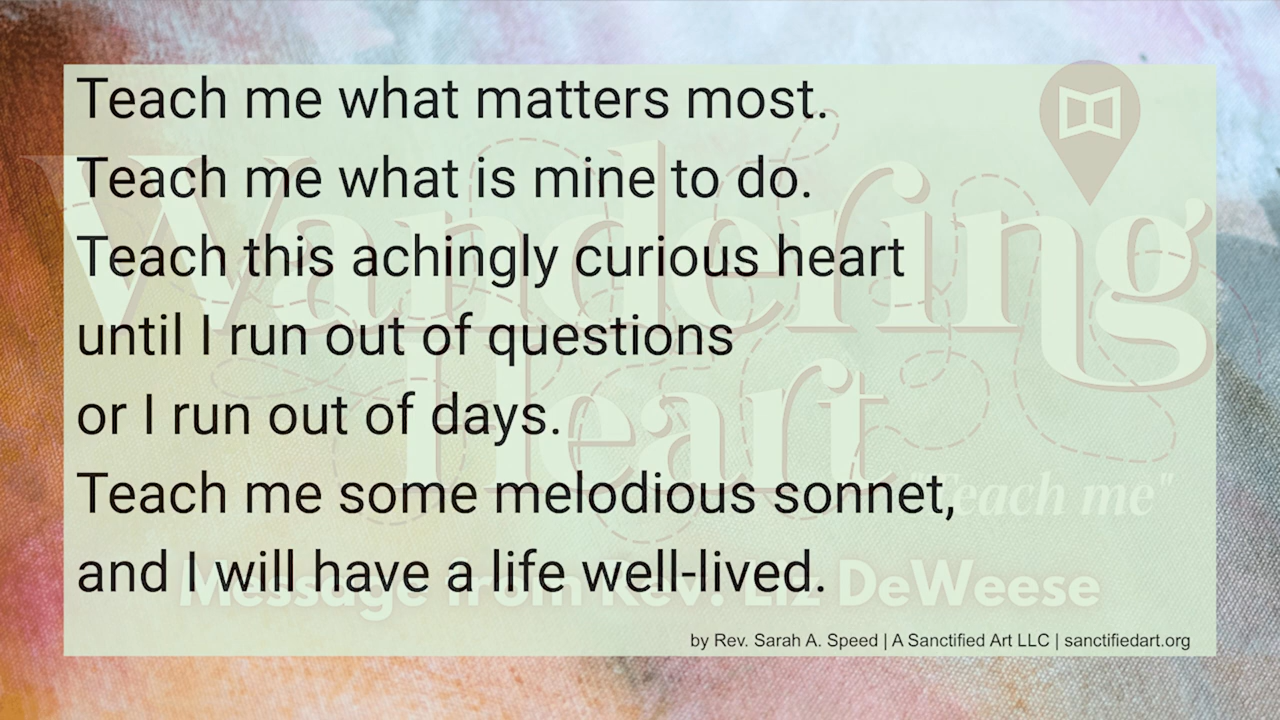 Teach me what matters most.
Teach me what is mine to do.
Teach this achingly curious heart
until I run out of questions
or I run out of days.
Teach me some melodious sonnet,
and I will have a life well-lived.
by Rev. Sarah A. Speed | A Sanctified Art LLC | sanctifiedart.org
Wandering
Heart
"Teach me"
Message from Rev. Liz DeWeese